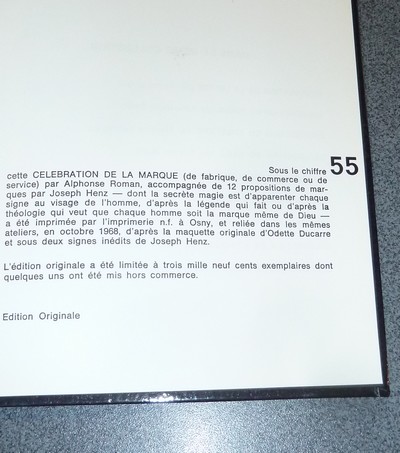 Sous le chiffre 55
cette CELEBRATION DE LA MARQUE (de fabrique, de commerce ou de
service) par Alphonse Roman, accompagnée de 12 propositions de mar-
ques par Joseph Henz — dont la secrète magie est d'apparenter chaque
signe au visage de l'homme, d'après la légende qui fait ou d'après la
théologie qui veut que chaque homme soit la marque même de Dieu —
a été imprimée par l'imprimerie n.f. à Osny, et reliée dans les mêmes
ateliers, en octobre 1968, d'après la maquette originale d'Odette Ducarre
et sous deux signes inédits de Joseph Henz.
L'édition originale a été limitée à trois mille neuf cents exemplaires dont
quelques uns ont été mis hors commerce.
Edition Originale